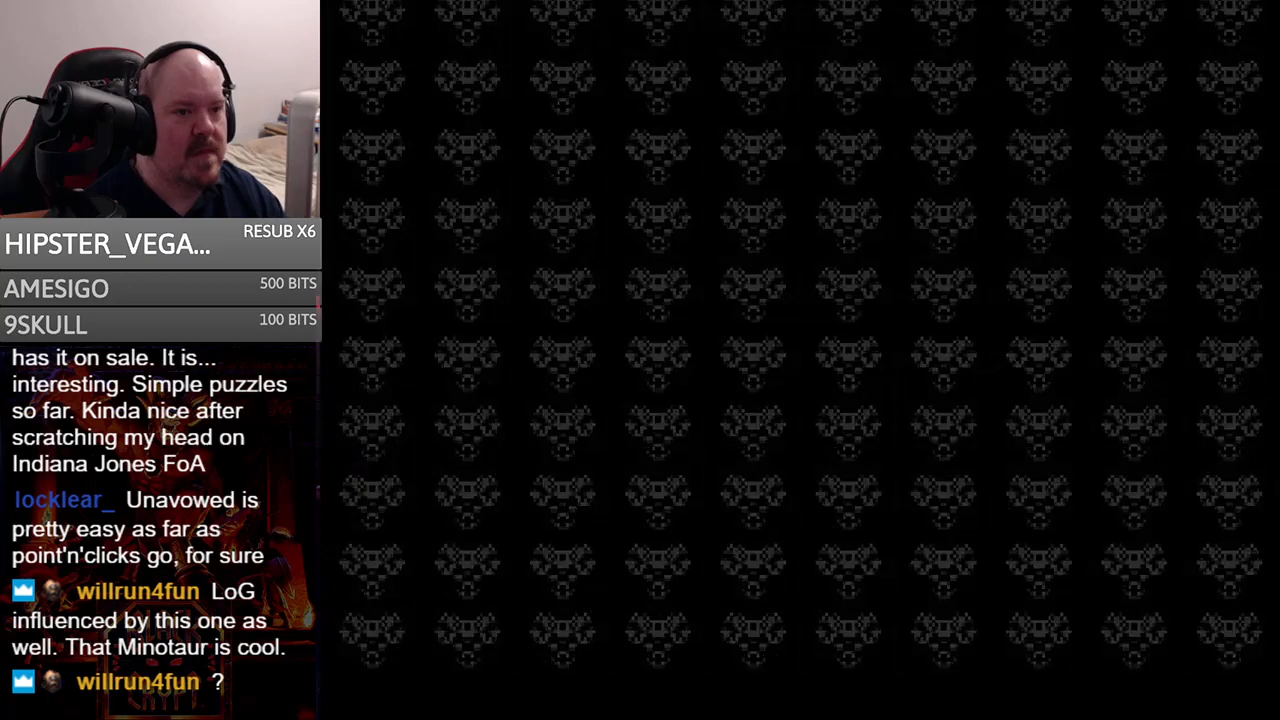 HIPSTER_VEGA...
RESUB X6
AMESIGO
500 BITS
9SKULL
100 BITS
has it on sale. It is...
interesting. Simple puzzles
so far. Kinda nice after
scratching my head on
Indiana Jones FoA
locklear_ Unavowed is
pretty easy as far as
point'n'clicks go, for sure
willrun4fun LoG
influenced by this one as
well. That Minotaur is cool.
willrun4fun ?
BLACK
CRYPT